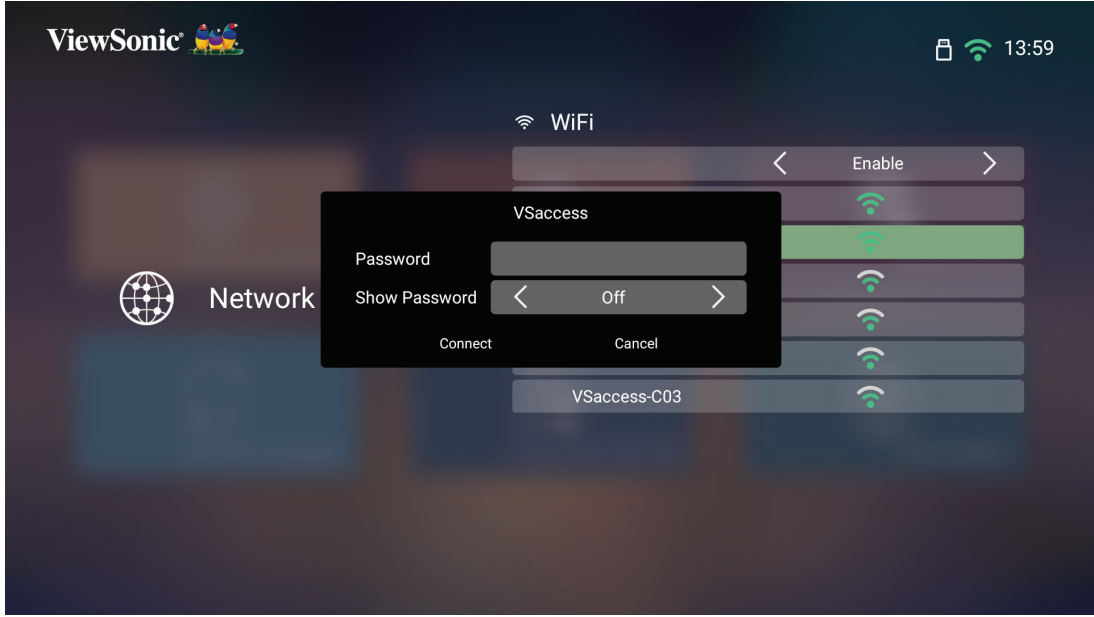 ViewSonic®
13:59
WiFi
Enable
VSaccess
Password
Network
Show Password
Off
Connect
Cancel
VSaccess-C03